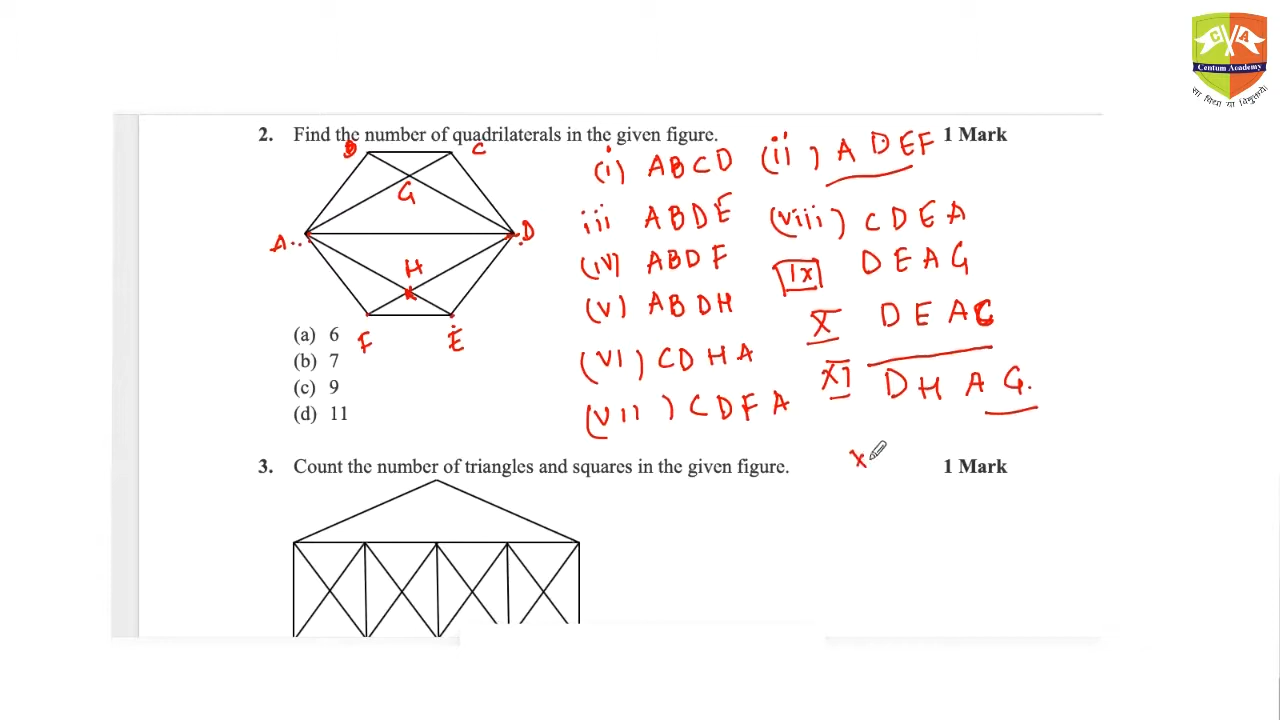 C A
Centum Academy
सा विद्या या विमुक्तये
2. Find the number of quadrilaterals in the given figure. 1 Mark
B C
G
A D
H
F E
(a) 6
(b) 7
(c) 9
(d) 11
(i) ABCD (ii) ADEF
iii ABDE (viii) CDEA
(iv) ABDF ix DEAG
(v) ABDH X DEAC
(vi) CDHA XI DHAG.
(vii) CDFA
x
3. Count the number of triangles and squares in the given figure. 1 Mark